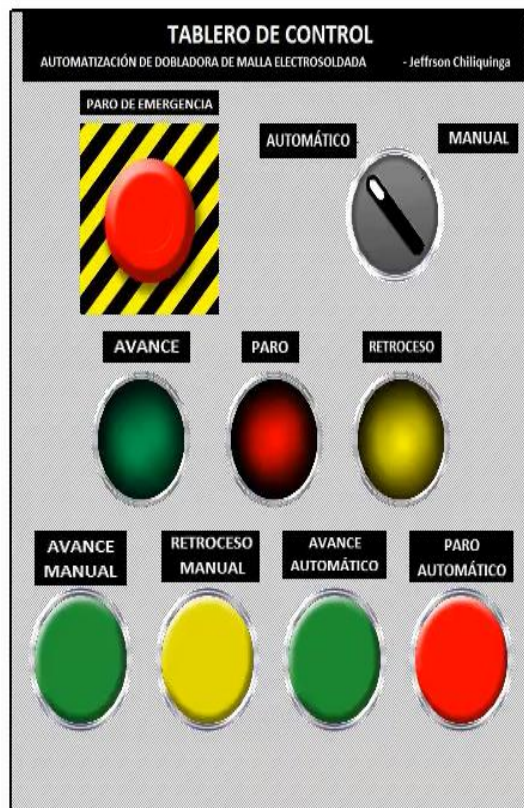 TABLERO DE CONTROL
AUTOMATIZACIÓN DE DOBLADORA DE MALLA ELECTROSOLDADA - Jeffrson Chiliquinga
PARO DE EMERGENCIA
AUTOMÁTICO
MANUAL
AVANCE
PARO
RETROCESO
AVANCE
MANUAL
RETROCESO
MANUAL
AVANCE
AUTOMÁTICO
PARO
AUTOMÁTICO